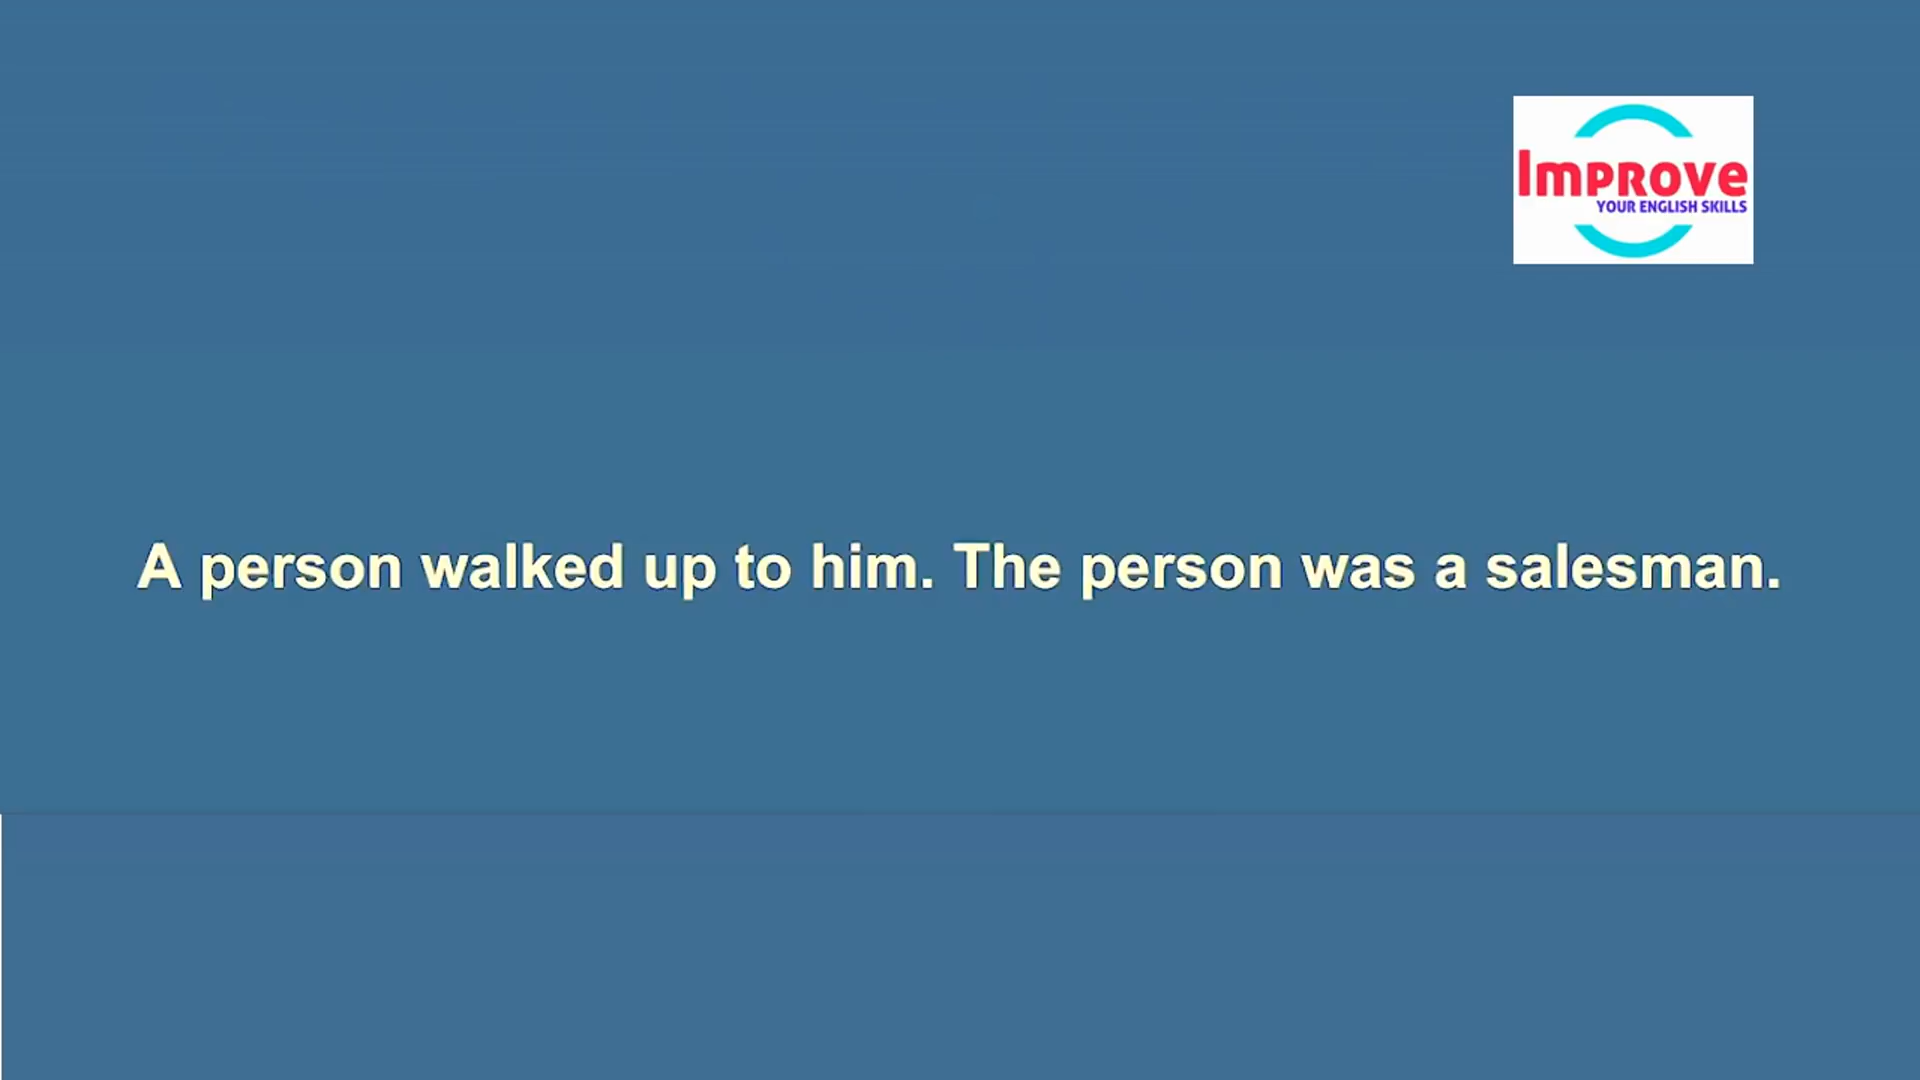 Improve
YOUR ENGLISH SKILLS
A person walked up to him. The person was a salesman.